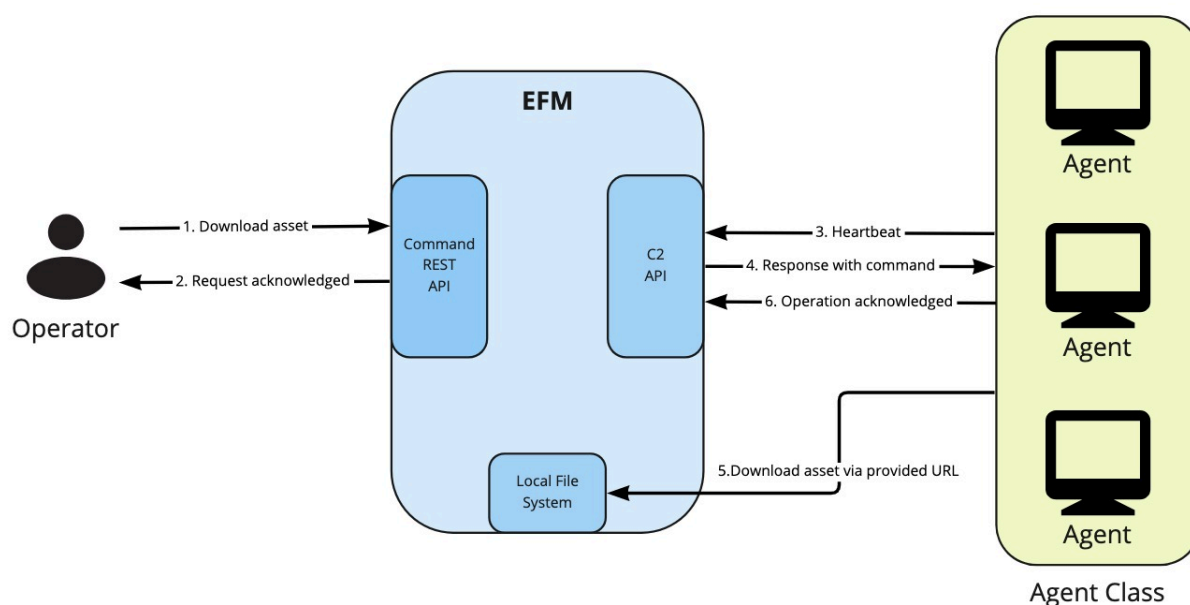 EFM
Agent
1. Download asset
Command
REST
API
C2
API
3. Heartbeat
2. Request acknowledged
4. Response with command
6. Operation acknowledged
Operator
Agent
5.Download asset via provided URL
Local File
System
Agent
Agent Class